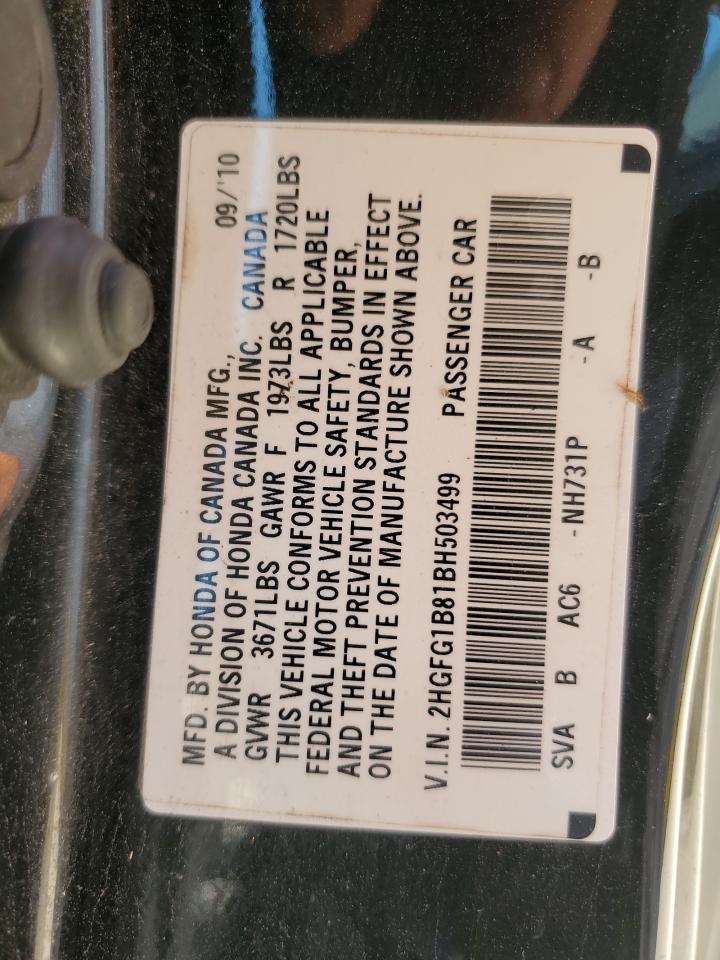 MFD. BY HONDA OF CANADA MFG., 09/'10
A DIVISION OF HONDA CANADA INC. CANADA
GVWR 3671LBS GAWR F 1973LBS R 1720LBS
THIS VEHICLE CONFORMS TO ALL APPLICABLE
FEDERAL MOTOR VEHICLE SAFETY, BUMPER,
AND THEFT PREVENTION STANDARDS IN EFFECT
ON THE DATE OF MANUFACTURE SHOWN ABOVE.
V.I.N. 2HGFG1B81BH503499 PASSENGER CAR
SVA B AC6 -NH731P -A -B